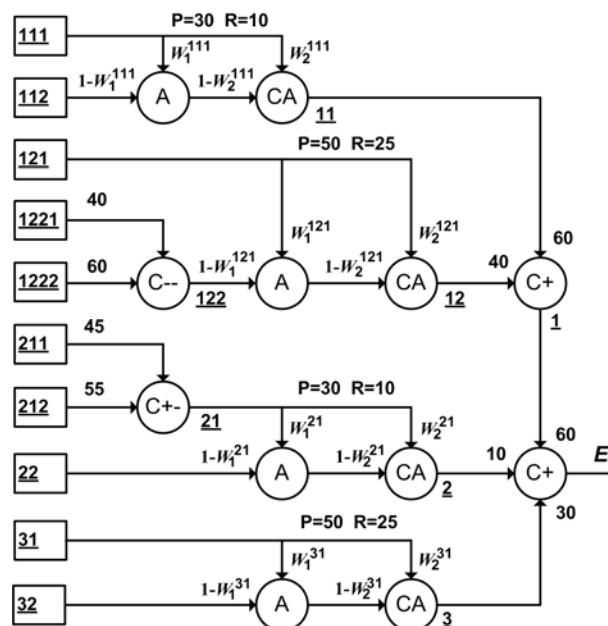 P=30 R=10
111
W₁¹¹¹ W₂¹¹¹
112 1-W₁¹¹¹ A 1-W₂¹¹¹ CA
11
P=50 R=25
121
40 60
1221 W₁¹²¹ W₂¹²¹
60 1-W₁¹²¹ 1-W₂¹²¹ 40
1222 C-- A CA C+
122 12 1
45
211
55 P=30 R=10
212 C+-
21 W₁²¹ W₂²¹ 60
1-W₁²¹ 1-W₂²¹ 10 E
22 A CA C+
2 30
P=50 R=25
31
W₁³¹ W₂³¹
1-W₁³¹ 1-W₂³¹
32 A CA
3